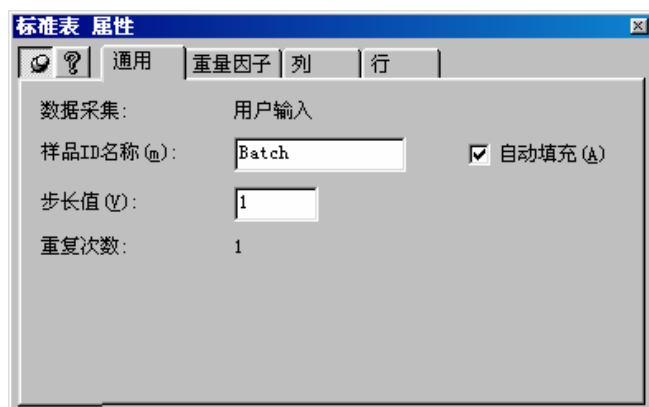 标准表 属性
通用 重量因子 列 行
数据采集: 用户输入
样品ID名称(m): Batch 自动填充(A)
步长值(V): 1
重复次数: 1